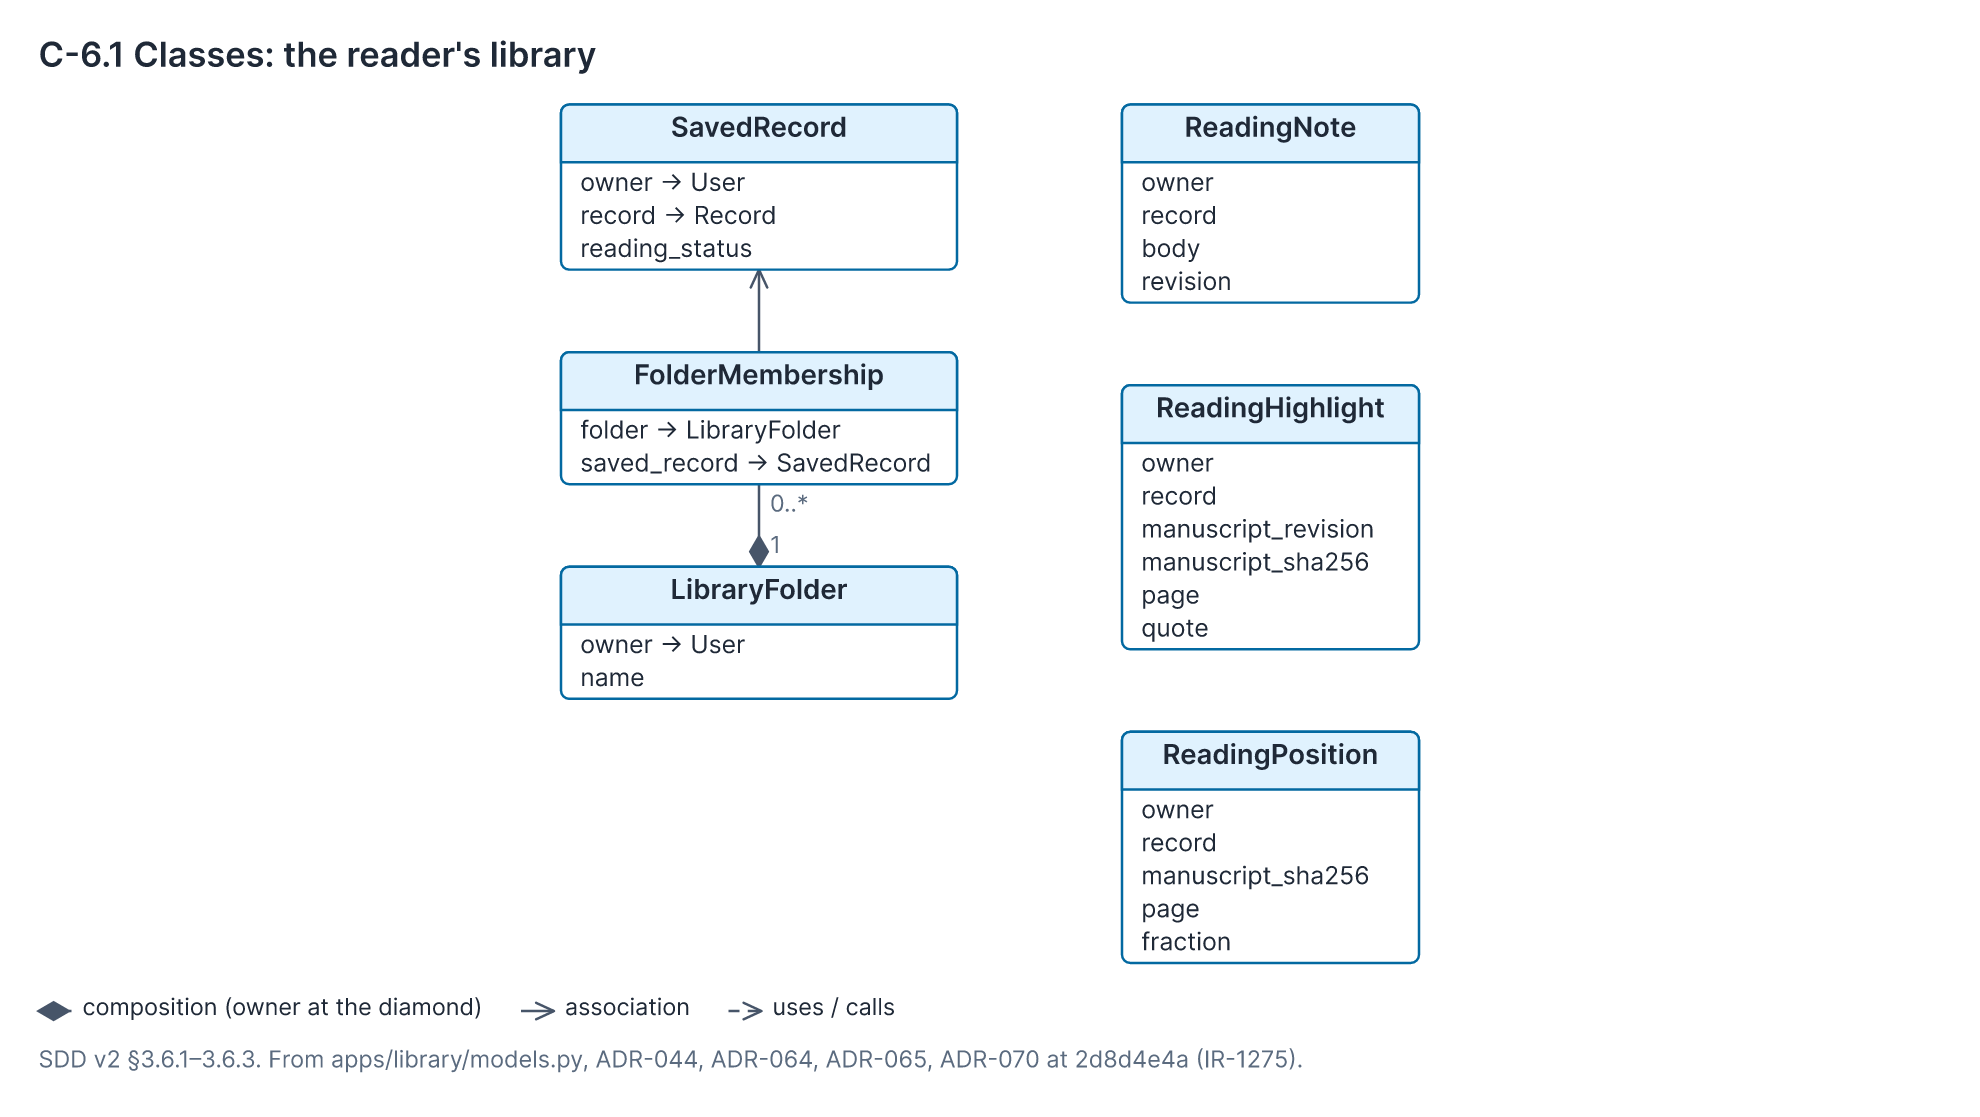 C-6.1 Classes: the reader's library
SavedRecord
owner → User
record → Record
reading_status
FolderMembership
folder → LibraryFolder
saved_record → SavedRecord
0..*
1
LibraryFolder
owner → User
name
ReadingNote
owner
record
body
revision
ReadingHighlight
owner
record
manuscript_revision
manuscript_sha256
page
quote
ReadingPosition
owner
record
manuscript_sha256
page
fraction
composition (owner at the diamond)
association
uses / calls
SDD v2 §3.6.1–3.6.3. From apps/library/models.py, ADR-044, ADR-064, ADR-065, ADR-070 at 2d8d4e4a (IR-1275).